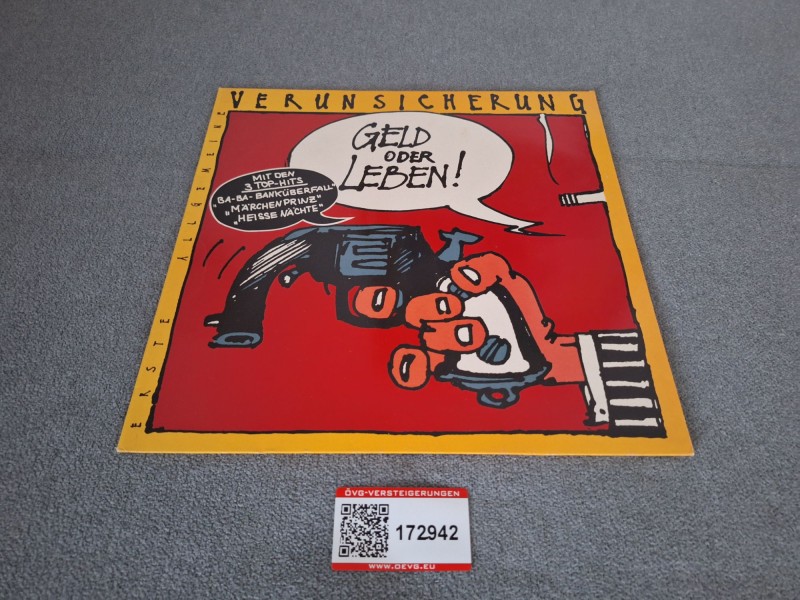 VERUNSICHERUNG
ERSTE ALLGEMEINE
GELD
ODER
LEBEN!
MIT DEN
3 TOP-HITS
"BA-BA-BANKÜBERFALL"
"MÄRCHENPRINZ"
"HEISSE NÄCHTE"
ÖVG-VERSTEIGERUNGEN
172942
WWW.OEVG.EU